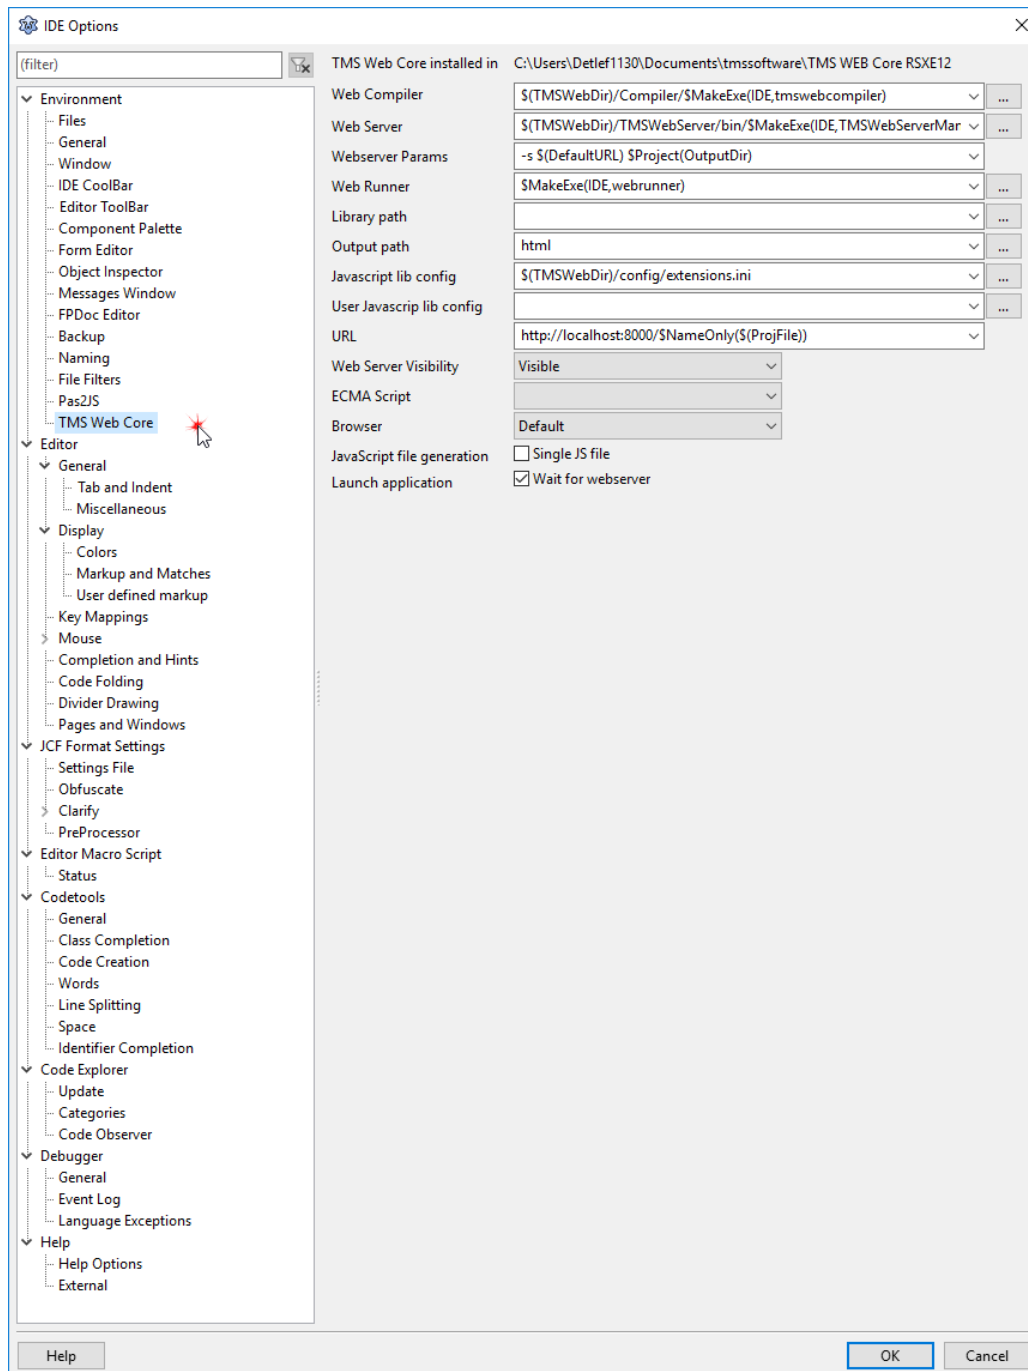 IDE Options
(filter)
Environment
Files
General
Window
IDE CoolBar
Editor ToolBar
Component Palette
Form Editor
Object Inspector
Messages Window
FPDoc Editor
Backup
Naming
File Filters
Pas2JS
TMS Web Core
Editor
General
Tab and Indent
Miscellaneous
Display
Colors
Markup and Matches
User defined markup
Key Mappings
Mouse
Completion and Hints
Code Folding
Divider Drawing
Pages and Windows
JCF Format Settings
Settings File
Obfuscate
Clarify
PreProcessor
Editor Macro Script
Status
Codetools
General
Class Completion
Code Creation
Words
Line Splitting
Space
Identifier Completion
Code Explorer
Update
Categories
Code Observer
Debugger
General
Event Log
Language Exceptions
Help
Help Options
External
TMS Web Core installed in C:\Users\Detlef1130\Documents\tmssoftware\TMS WEB Core RSXE12
Web Compiler $(TMSWebDir)/Compiler/$MakeExe(IDE,tmswebcompiler) ...
Web Server $(TMSWebDir)/TMSWebServer/bin/$MakeExe(IDE,TMSWebServerMar ...
Webserver Params -s $(DefaultURL) $Project(OutputDir)
Web Runner $MakeExe(IDE,webrunner) ...
Library path ...
Output path html ...
Javascript lib config $(TMSWebDir)/config/extensions.ini ...
User Javascrip lib config ...
URL http://localhost:8000/$NameOnly($(ProjFile))
Web Server Visibility Visible
ECMA Script
Browser Default
JavaScript file generation Single JS file
Launch application Wait for webserver
Help OK Cancel